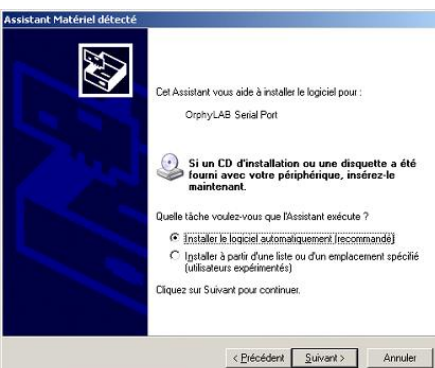 Assistant Matériel détecté
Cet Assistant vous aide à installer le logiciel pour :
OrphyLAB Serial Port
Si un CD d'installation ou une disquette a été
fourni avec votre périphérique, insérez-le
maintenant.
Quelle tâche voulez-vous que l'Assistant exécute ?
Installer le logiciel automatiquement (recommandé)
Installer à partir d'une liste ou d'un emplacement spécifié
(utilisateurs expérimentés)
Cliquez sur Suivant pour continuer.
< Précédent Suivant > Annuler